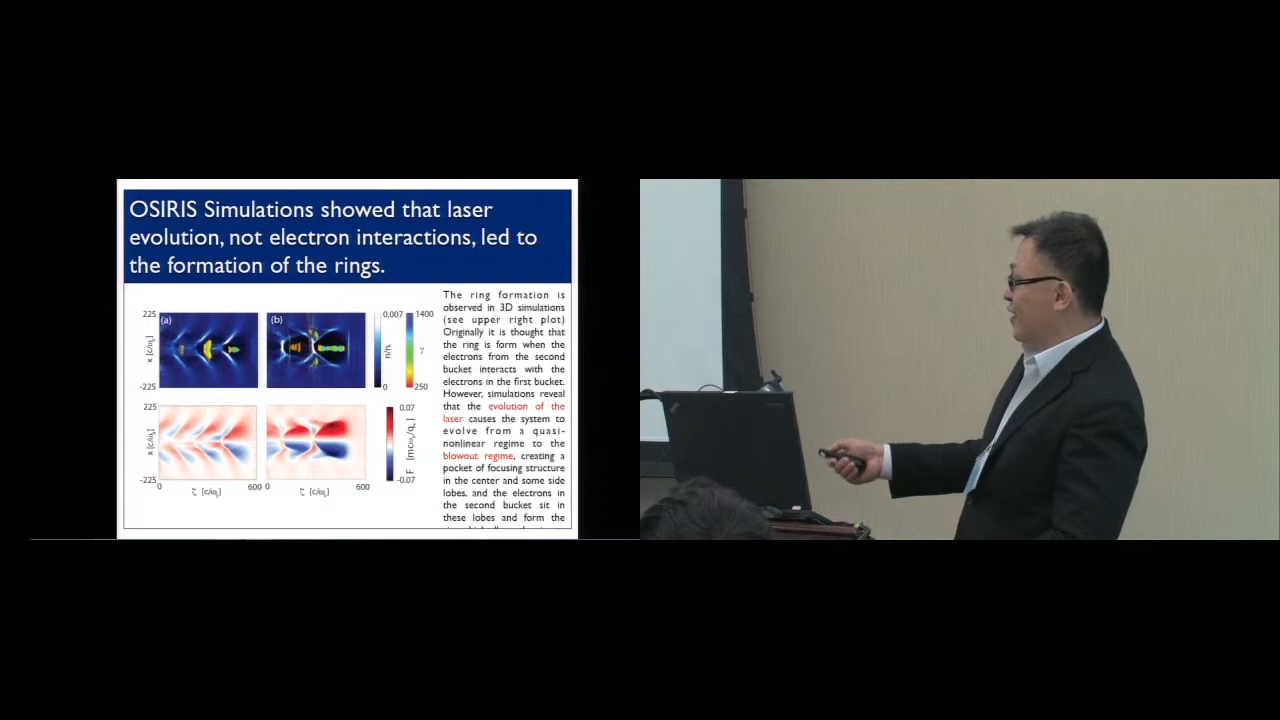 OSIRIS Simulations showed that laser
evolution, not electron interactions, led to
the formation of the rings.
The ring formation is
observed in 3D simulations
(see upper right plot)
Originally it is thought that
the ring is form when the
electrons from the second
bucket interacts with the
electrons in the first bucket.
However, simulations reveal
that the evolution of the
laser causes the system to
evolve from a quasi-
nonlinear regime to the
blowout regime, creating a
pocket of focusing structure
in the center and some side
lobes, and the electrons in
the second bucket sit in
these lobes and form the
225
(a)
(b)
0.007
1400
-225
0
250
225
0.07
-225
-0.07
0
600
0
600